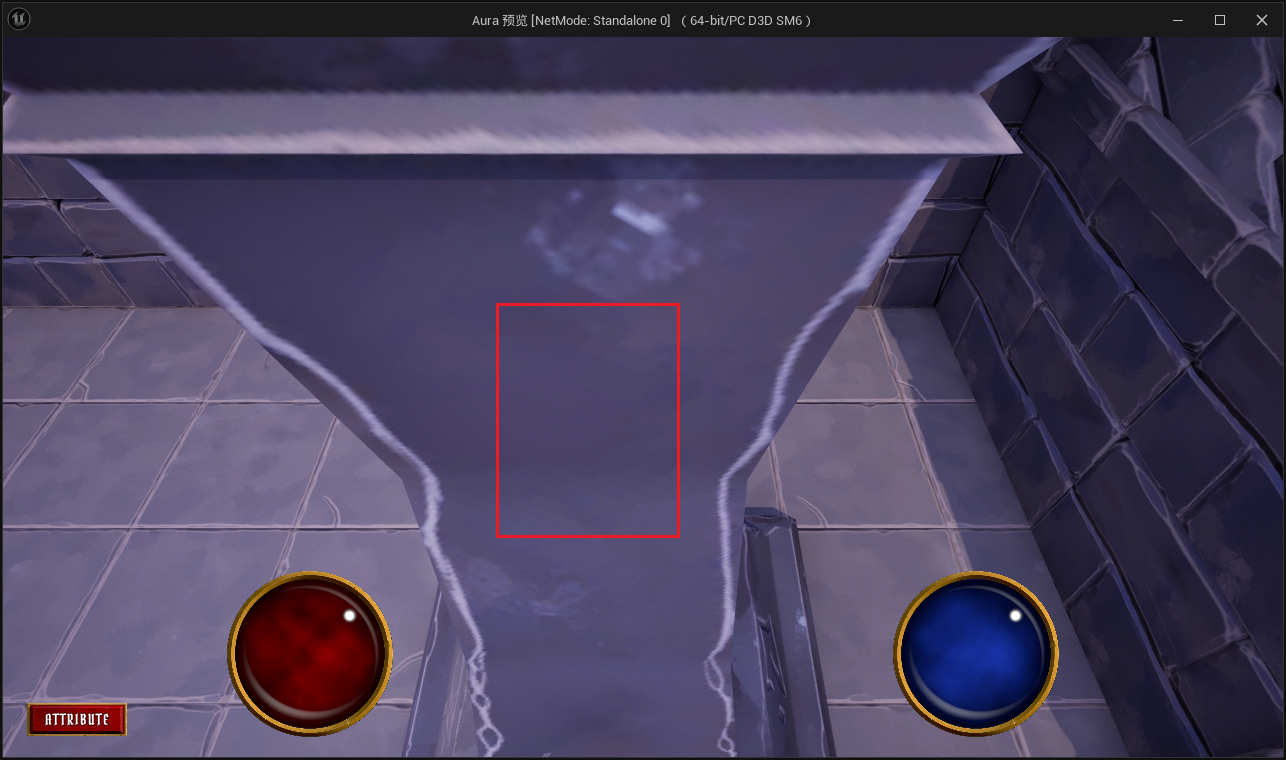 Aura 预览 [NetMode: Standalone 0] ( 64-bit/PC D3D SM6 )
ATTRIBUTE